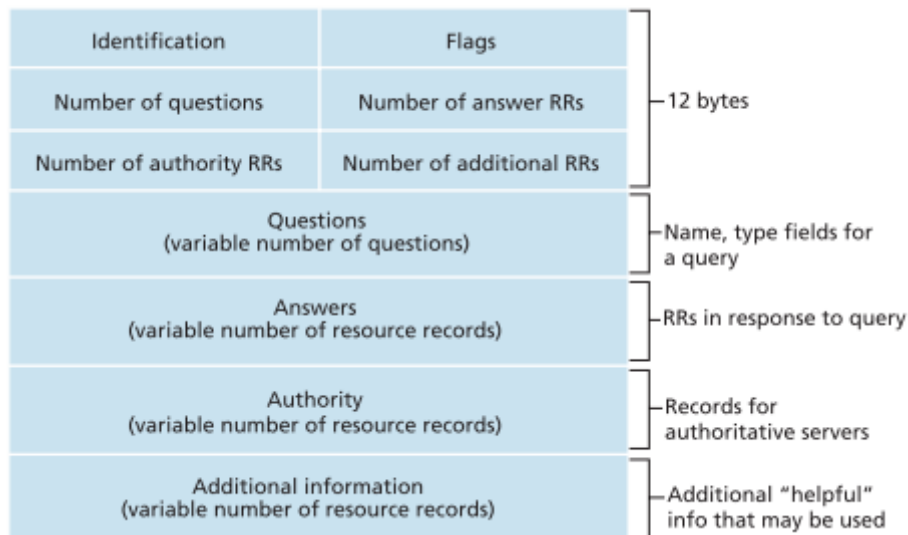 Identification
Flags
Number of questions
Number of answer RRs
12 bytes
Number of authority RRs
Number of additional RRs
Questions
(variable number of questions)
Name, type fields for
a query
Answers
(variable number of resource records)
RRs in response to query
Authority
(variable number of resource records)
Records for
authoritative servers
Additional information
(variable number of resource records)
Additional “helpful”
info that may be used